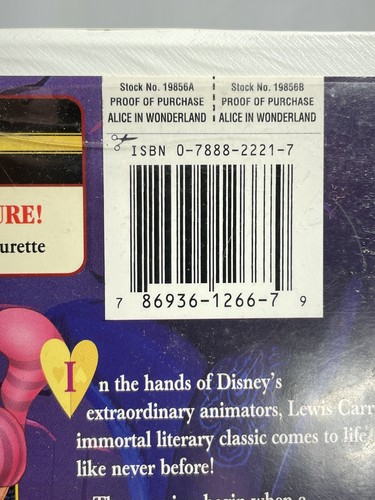 Stock No. 19856A
PROOF OF PURCHASE
ALICE IN WONDERLAND
Stock No. 19856B
PROOF OF PURCHASE
ALICE IN WONDERLAND
ISBN 0-7888-2221-7
7 86936-1266-7 9
URE!
urette
In the hands of Disney's
extraordinary animators, Lewis Carr
immortal literary classic comes to life
like never before!